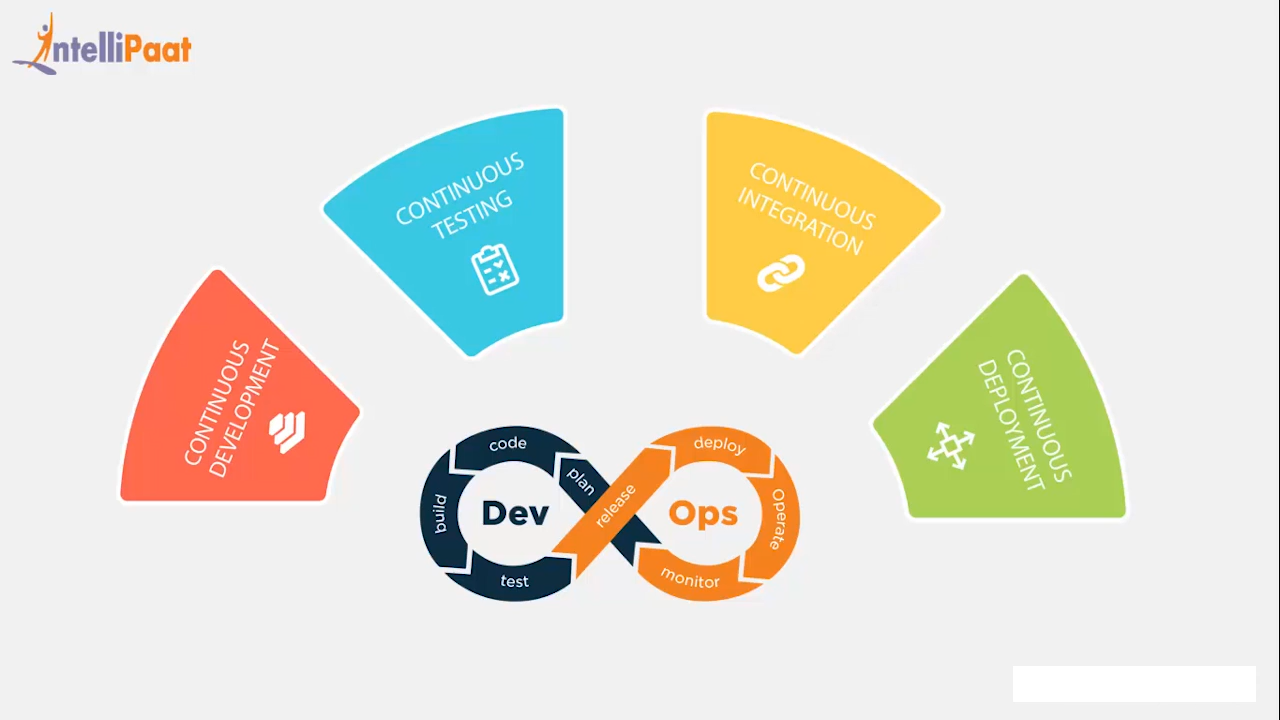 IntelliPaat
CONTINUOUS
TESTING
CONTINUOUS
INTEGRATION
CONTINUOUS
DEVELOPMENT
CONTINUOUS
DEPLOYMENT
code
plan
build
test
Dev
release
deploy
Operate
monitor
Ops